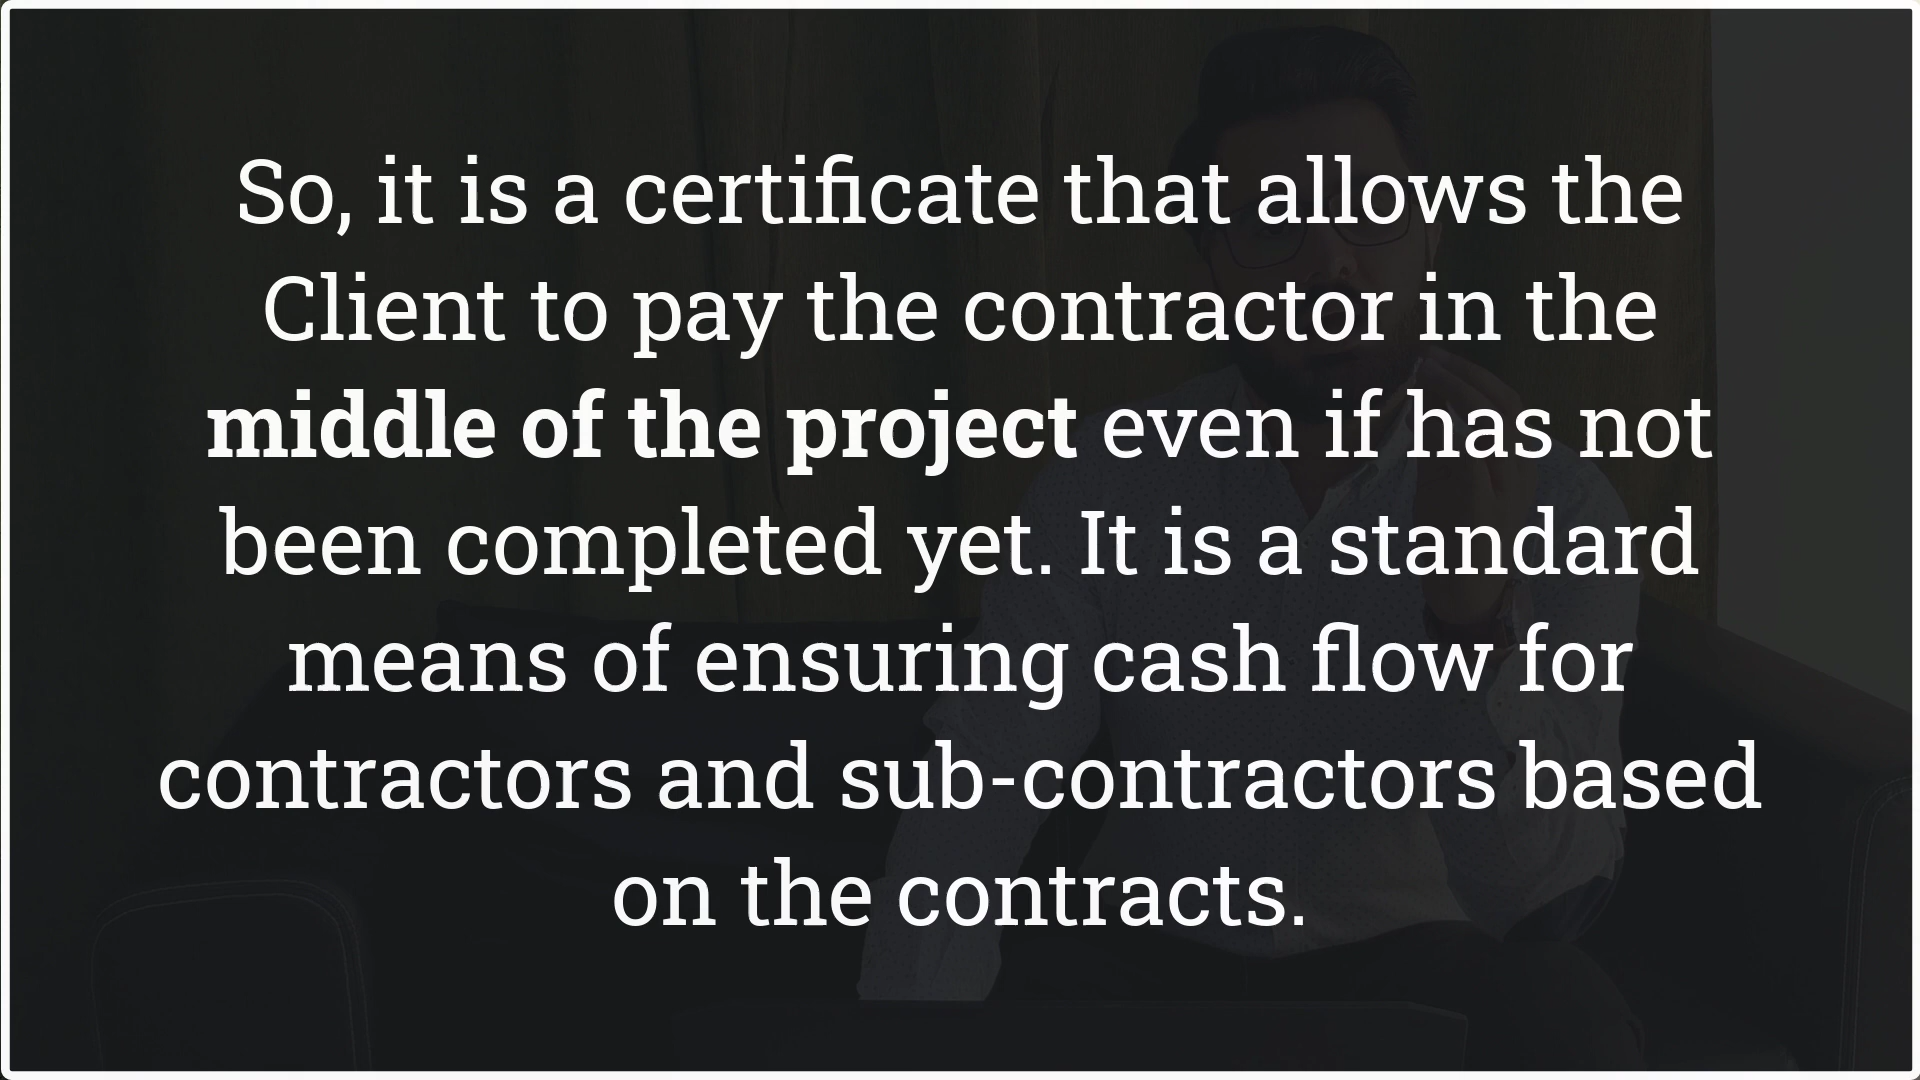 So, it is a certificate that allows the
Client to pay the contractor in the
middle of the project even if has not
been completed yet. It is a standard
means of ensuring cash flow for
contractors and sub-contractors based
on the contracts.